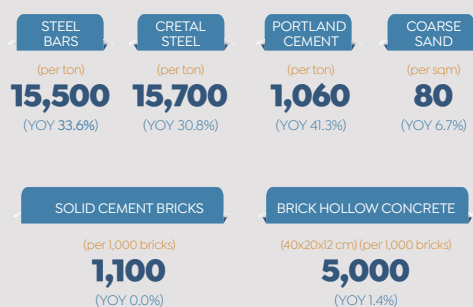 STEEL
BARS
(per ton)
15,500
(YOY 33.6%)
CRETAL
STEEL
(per ton)
15,700
(YOY 30.8%)
PORTLAND
CEMENT
(per ton)
1,060
(YOY 41.3%)
COARSE
SAND
(per sqm)
80
(YOY 6.7%)
SOLID CEMENT BRICKS
(per 1,000 bricks)
1,100
(YOY 0.0%)
BRICK HOLLOW CONCRETE
(40x20x12 cm) (per 1,000 bricks)
5,000
(YOY 1.4%)